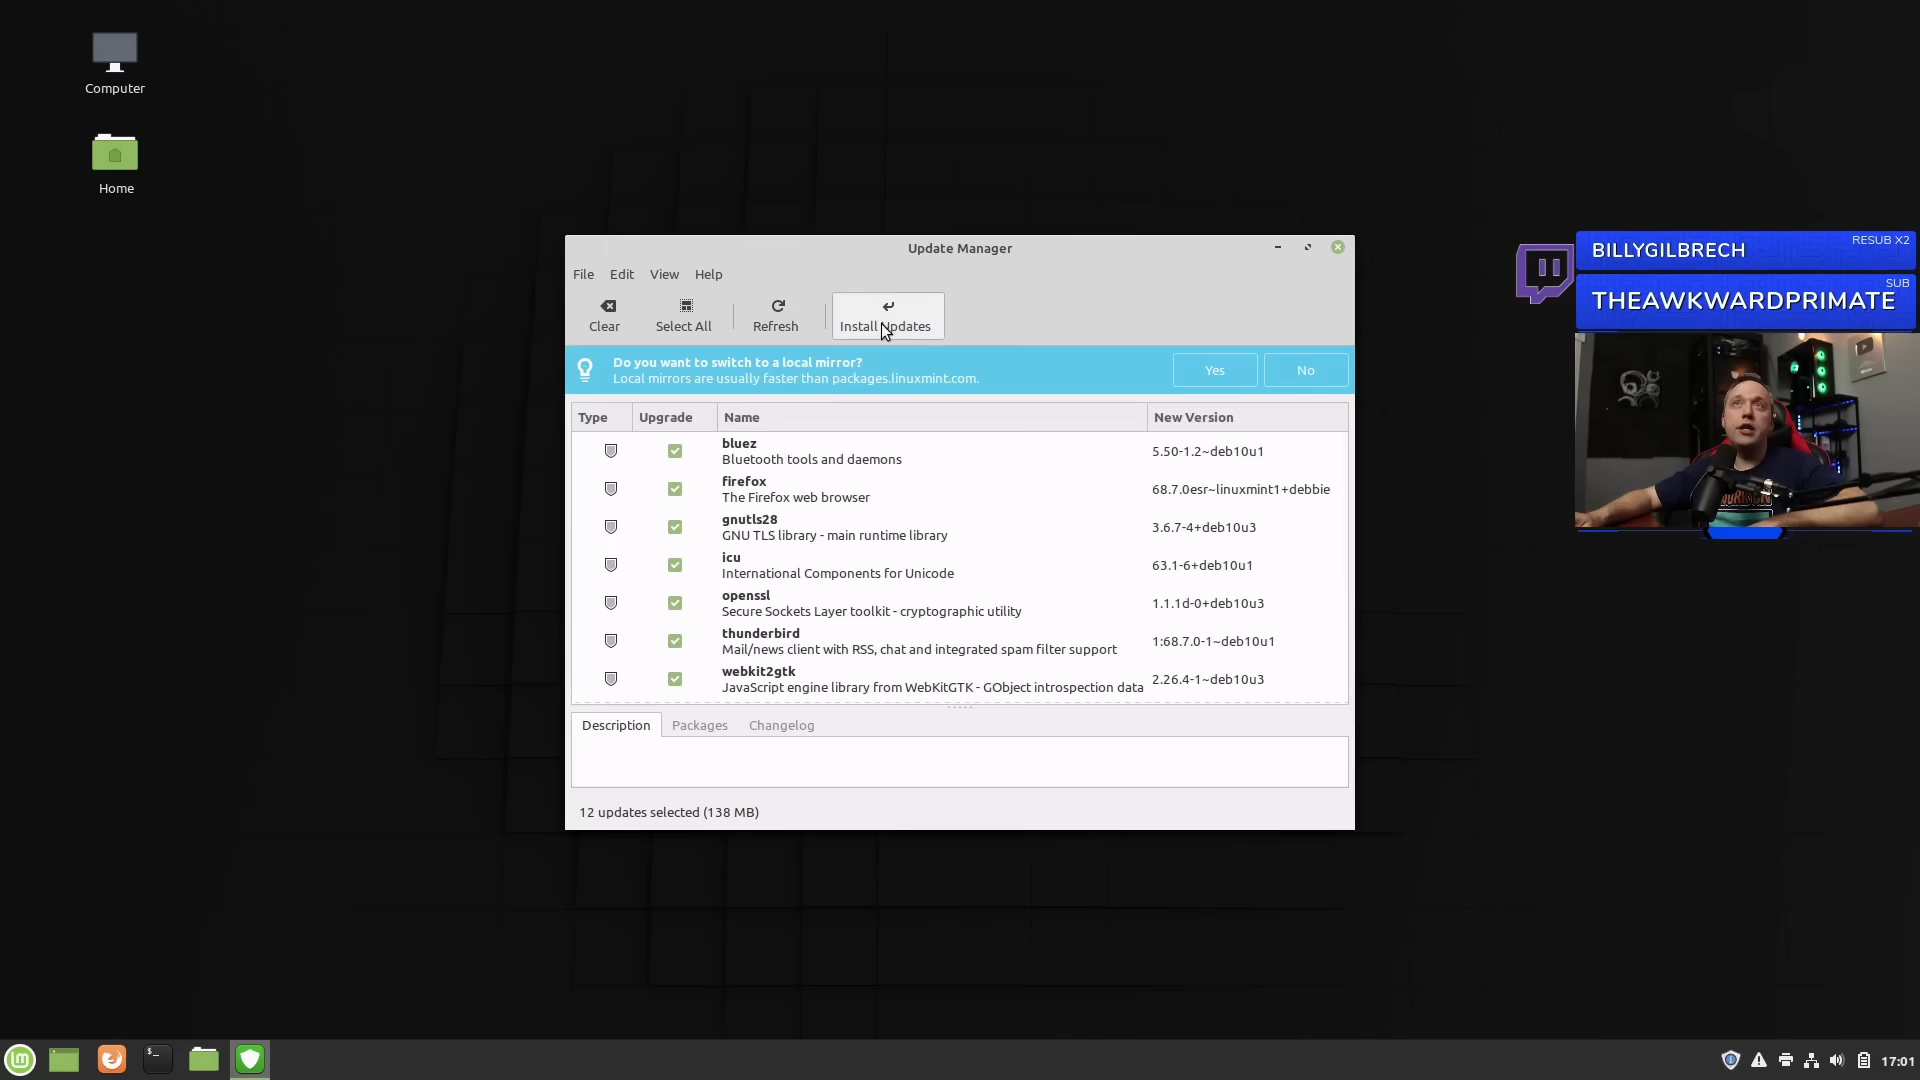 Computer
Home
Update Manager
File Edit View Help
Clear Select All Refresh Install Updates
Do you want to switch to a local mirror?
Local mirrors are usually faster than packages.linuxmint.com.
Yes No
Type Upgrade Name New Version
bluez
Bluetooth tools and daemons
5.50-1.2~deb10u1
firefox
The Firefox web browser
68.7.0esr~linuxmint1+debbie
gnutls28
GNU TLS library - main runtime library
3.6.7-4+deb10u3
icu
International Components for Unicode
63.1-6+deb10u1
openssl
Secure Sockets Layer toolkit - cryptographic utility
1.1.1d-0+deb10u3
thunderbird
Mail/news client with RSS, chat and integrated spam filter support
1:68.7.0-1~deb10u1
webkit2gtk
JavaScript engine library from WebKitGTK - GObject introspection data
2.26.4-1~deb10u3
Description Packages Changelog
12 updates selected (138 MB)
RESUB X2
BILLYGILBRECH
SUB
THEAWKWARDPRIMATE
17:01